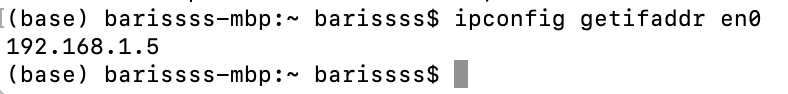 (base) barissss-mbp:~ barissss$ ipconfig getifaddr en0
192.168.1.5
(base) barissss-mbp:~ barissss$